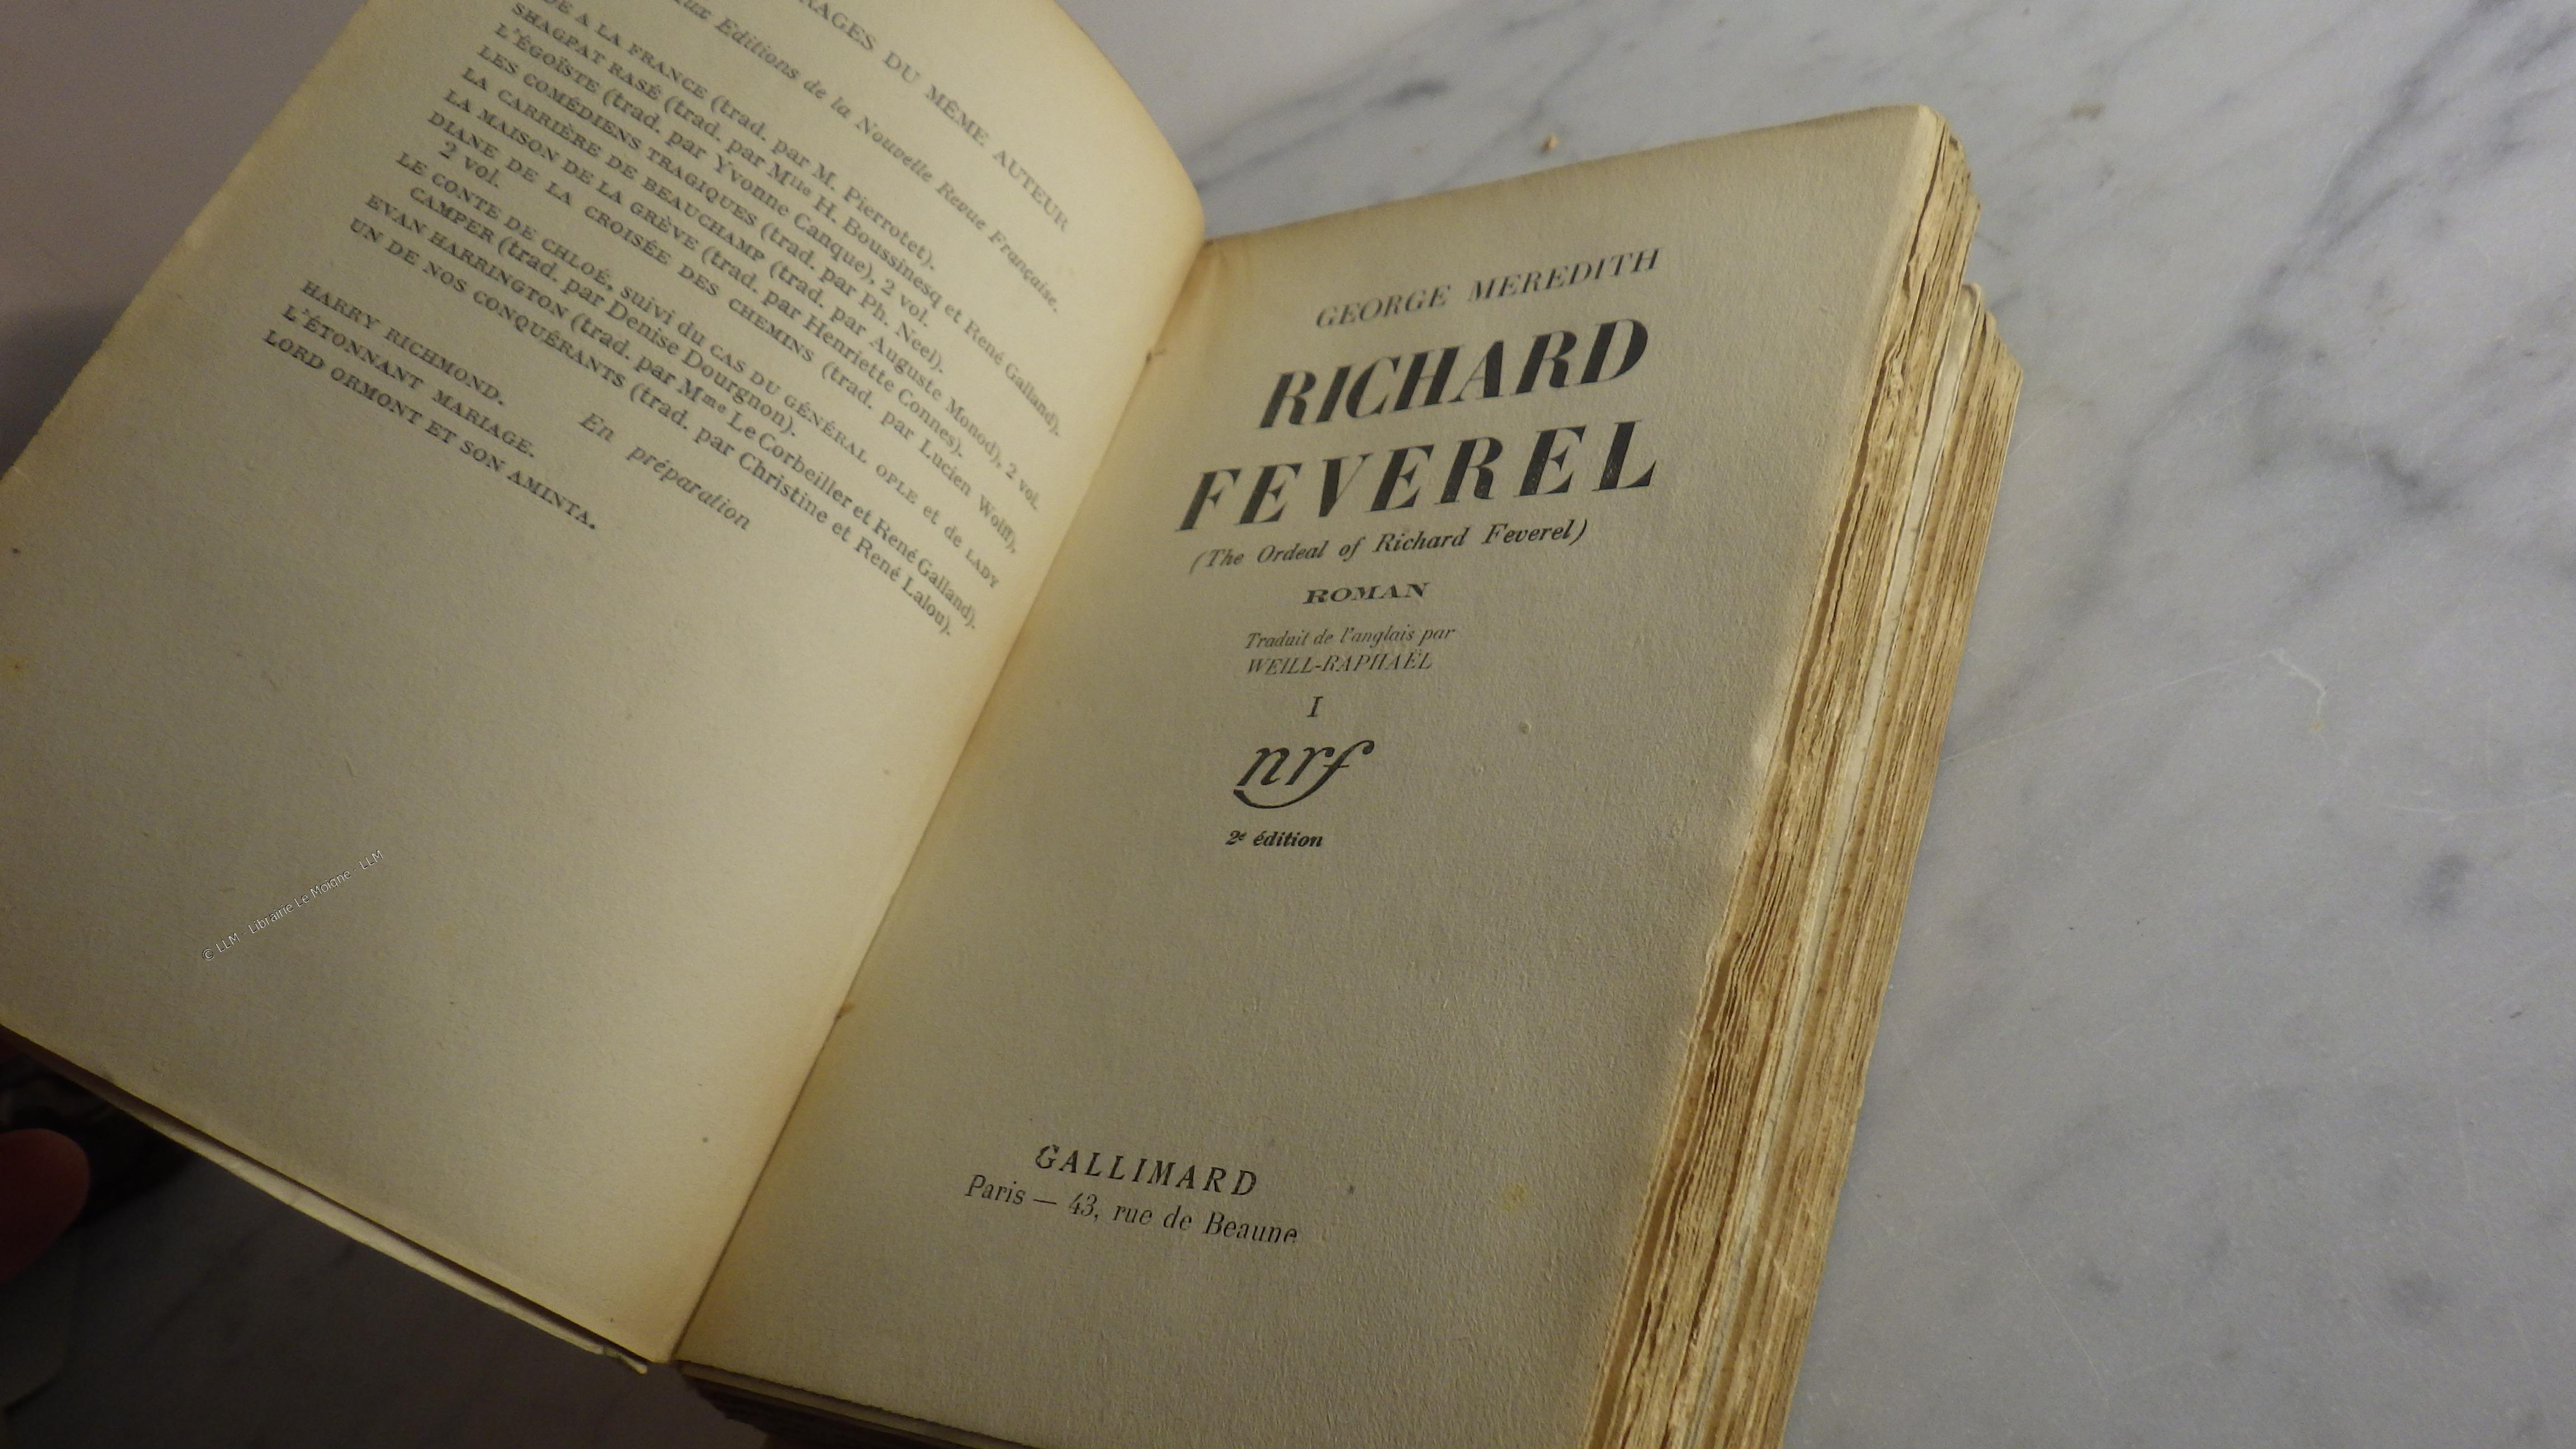 DU MÊME AUTEUR
Aux Editions de la Nouvelle Revue Française.
A LA FRANCE (trad. par M. Pierrotet).
SHAGPAT RASÉ (trad. par Mlle H. Boussinesq et René Galland).
L'ÉGOÏSTE (trad. par Yvonne Canque), 2 vol.
LES COMÉDIENS TRAGIQUES (trad. par Ph. Neel).
LA CARRIÈRE DE BEAUCHAMP (trad. par Auguste Monod), 2 vol.
LA MAISON DE LA GRÈVE (trad. par Henriette Connes).
DIANE DE LA CROISÉE DES CHEMINS (trad. par Lucien Wolff),
2 vol.
LE CONTE DE CHLOÉ, suivi du CAS DU GÉNÉRAL OPLE et de LADY
CAMPER (trad. par Denise Dourgnon).
EVAN HARRINGTON (trad. par Mme Le Corbeiller et René Galland).
UN DE NOS CONQUÉRANTS (trad. par Christine et René Lalou).
En préparation
HARRY RICHMOND.
L'ÉTONNANT MARIAGE.
LORD ORMONT ET SON AMINTA.
© LLM - Librairie Le Moigne - LLM
GEORGE MEREDITH
RICHARD
FEVEREL
(The Ordeal of Richard Feverel)
ROMAN
Traduit de l'anglais par
WEILL-RAPHAËL
I
nrf
2e édition
GALLIMARD
Paris — 43, rue de Beaune